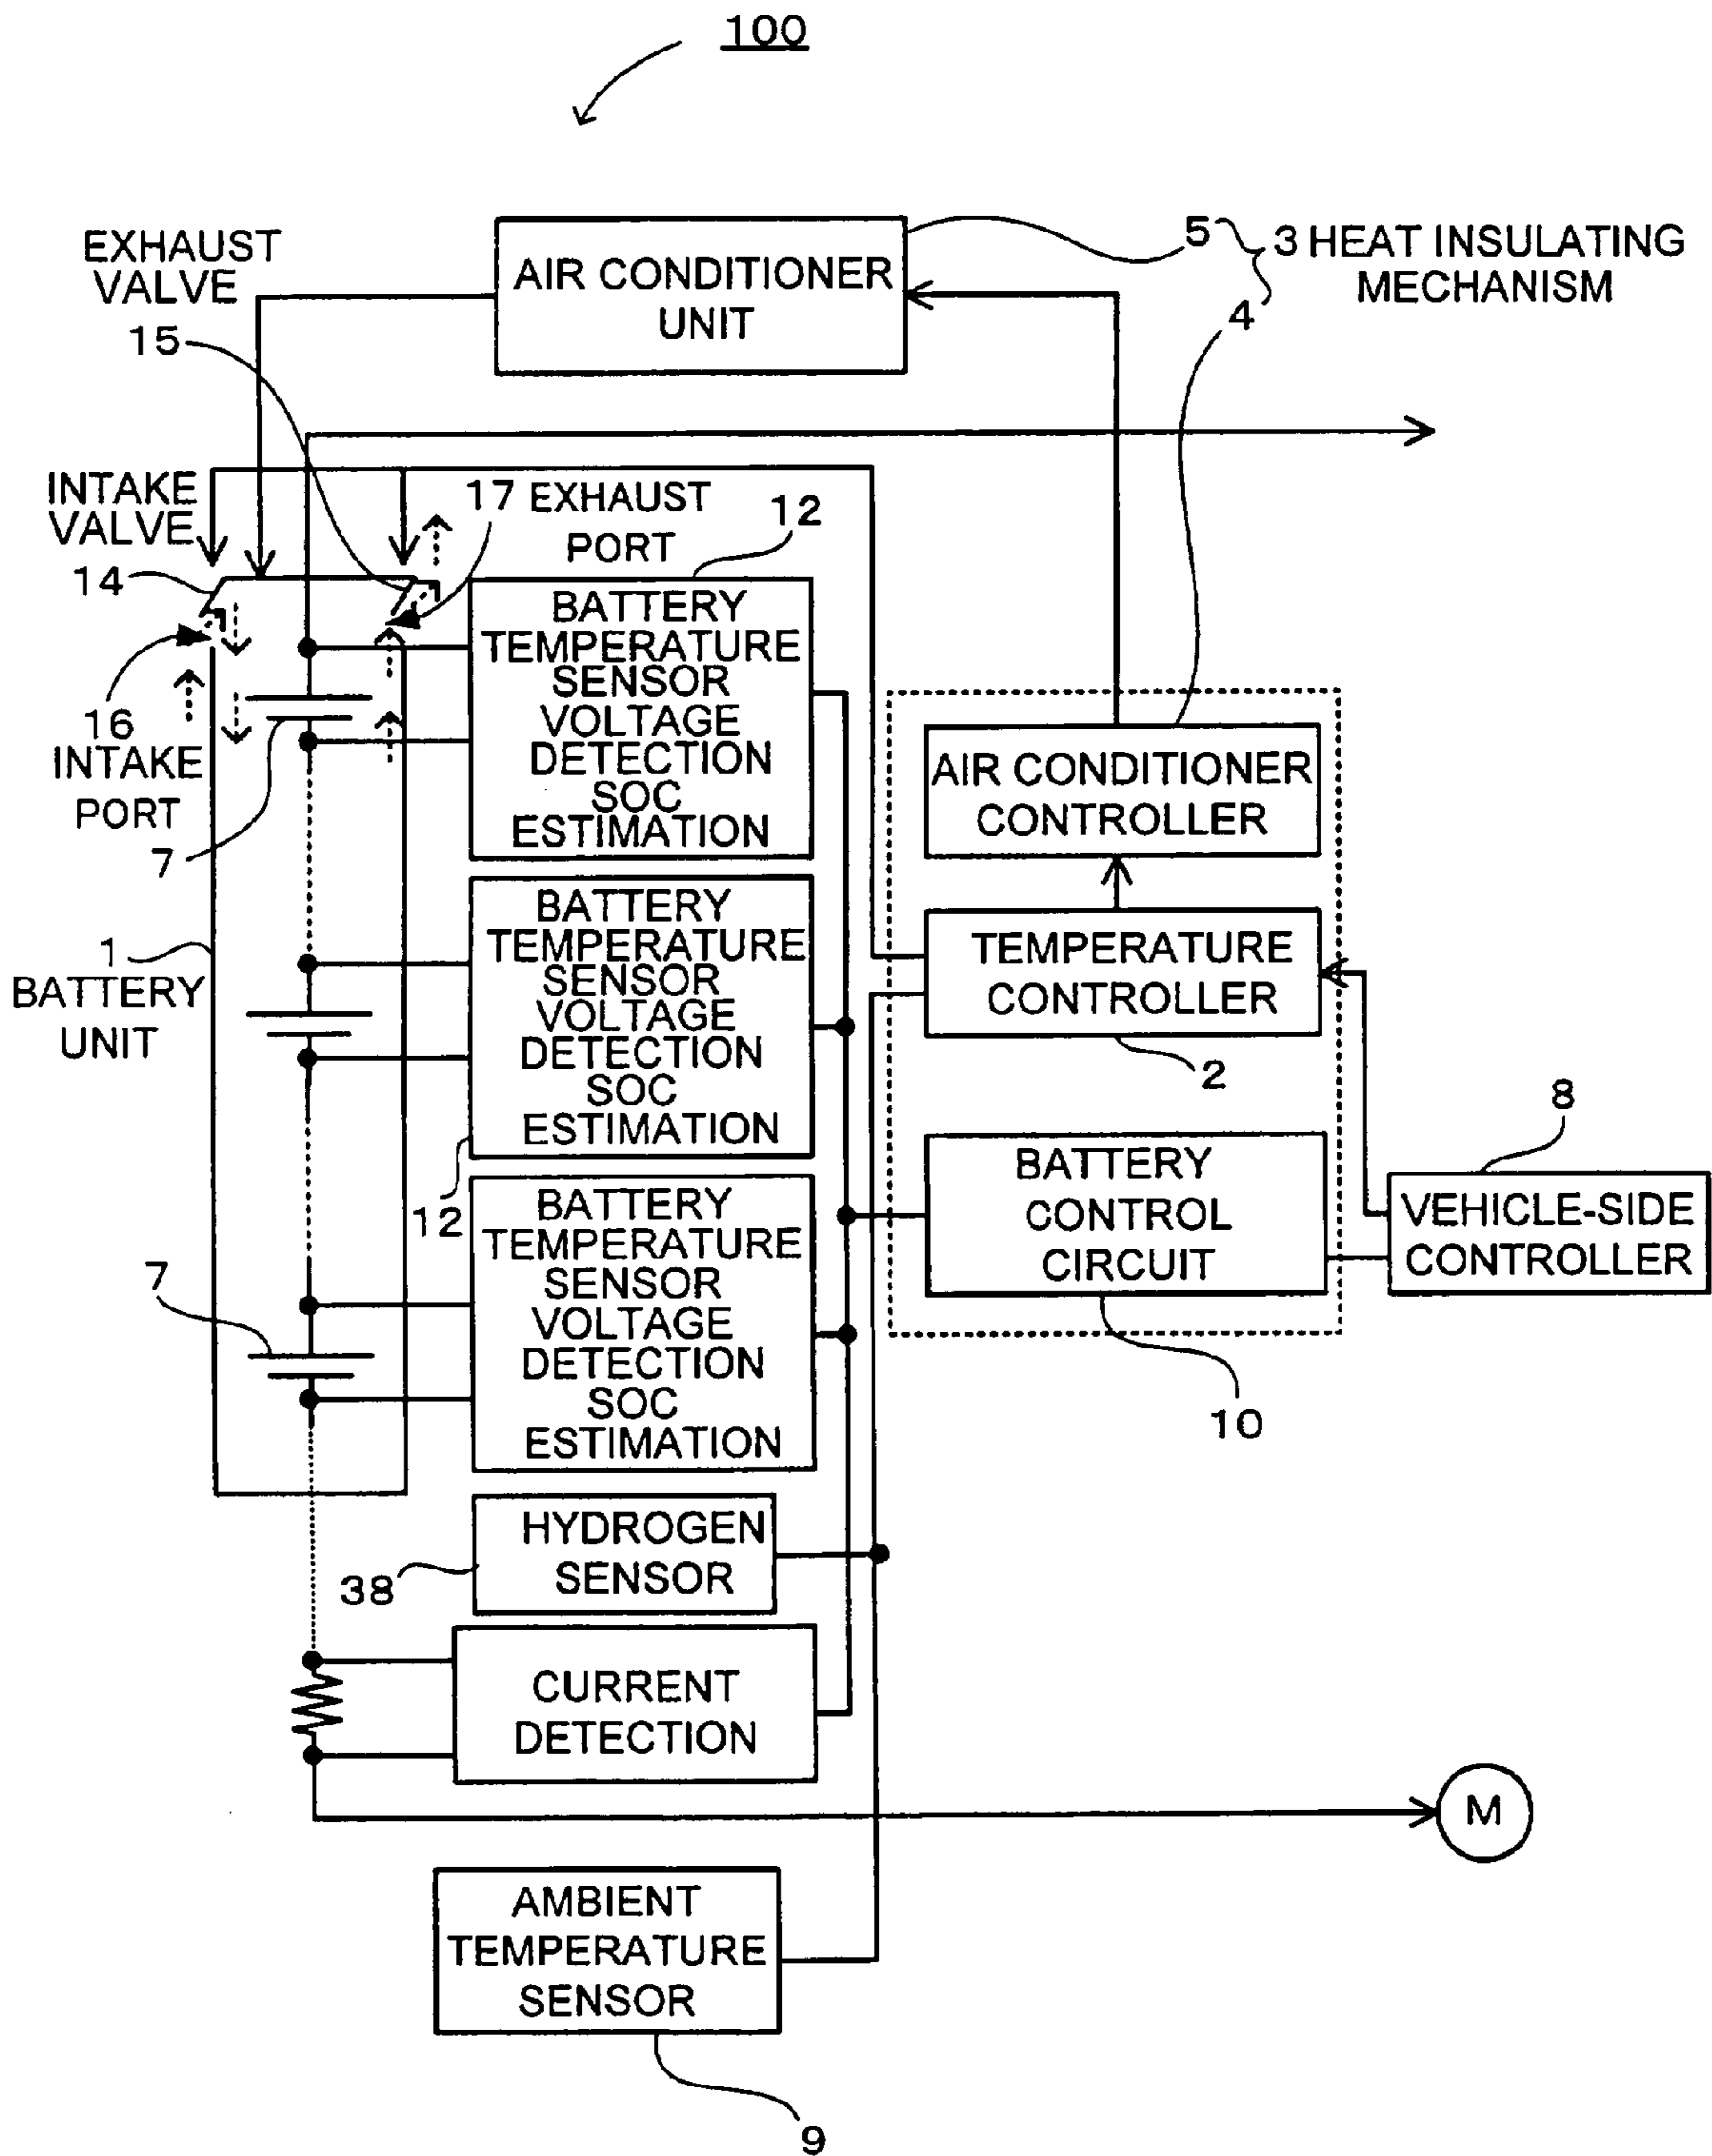 100
EXHAUST
VALVE
15
AIR CONDITIONER
UNIT
5
3 HEAT INSULATING
MECHANISM
4
INTAKE
VALVE
14
17 EXHAUST
PORT
12
16
INTAKE
PORT
7
BATTERY
TEMPERATURE
SENSOR
VOLTAGE
DETECTION
SOC
ESTIMATION
AIR CONDITIONER
CONTROLLER
1
BATTERY
UNIT
BATTERY
TEMPERATURE
SENSOR
VOLTAGE
DETECTION
SOC
ESTIMATION
12
TEMPERATURE
CONTROLLER
2
8
BATTERY
CONTROL
CIRCUIT
VEHICLE-SIDE
CONTROLLER
10
7
BATTERY
TEMPERATURE
SENSOR
VOLTAGE
DETECTION
SOC
ESTIMATION
HYDROGEN
SENSOR
38
CURRENT
DETECTION
M
AMBIENT
TEMPERATURE
SENSOR
9